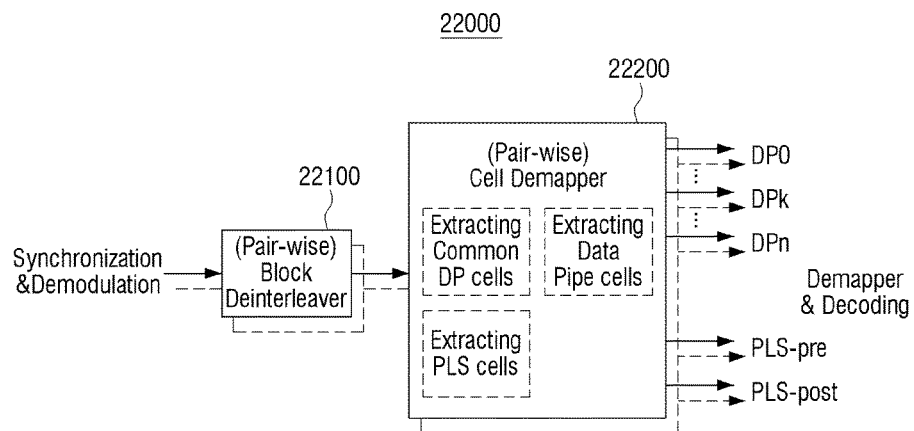 22000
22200
22100
Synchronization
&Demodulation
(Pair-wise)
Block
Deinterleaver
(Pair-wise)
Cell Demapper
Extracting
Common
DP cells
Extracting
Data
Pipe cells
Extracting
PLS cells
DP0
DPk
DPn
Demapper
& Decoding
PLS-pre
PLS-post